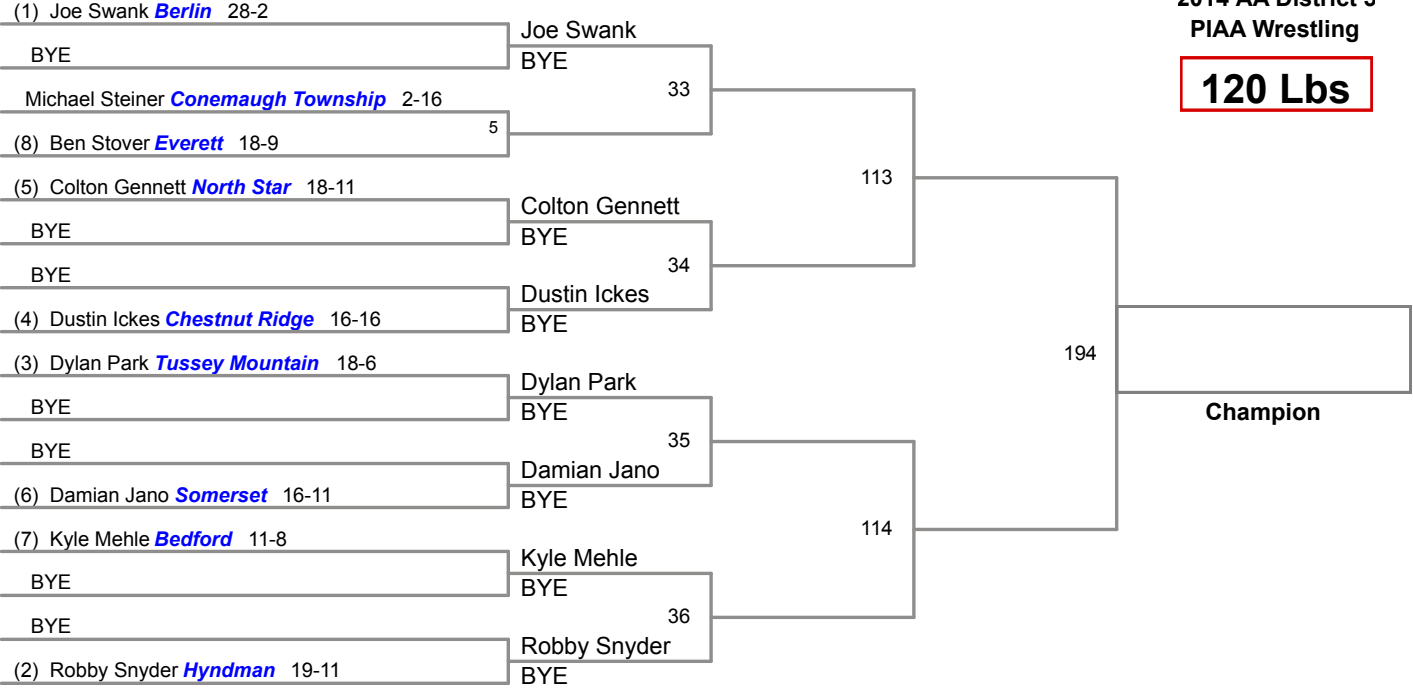 (1) Joe Swank Berlin 28-2
BYE
Michael Steiner Conemaugh Township 2-16
(8) Ben Stover Everett 18-9
(5) Colton Gennett North Star 18-11
BYE
BYE
(4) Dustin Ickes Chestnut Ridge 16-16
(3) Dylan Park Tussey Mountain 18-6
BYE
BYE
(6) Damian Jano Somerset 16-11
(7) Kyle Mehle Bedford 11-8
BYE
BYE
(2) Robby Snyder Hyndman 19-11
5
Joe Swank
BYE
Colton Gennett
BYE
Dustin Ickes
BYE
Dylan Park
BYE
Damian Jano
BYE
Kyle Mehle
BYE
Robby Snyder
BYE
33
34
35
36
113
114
194
2014 AA District
PIAA Wrestling
120 Lbs
Champion